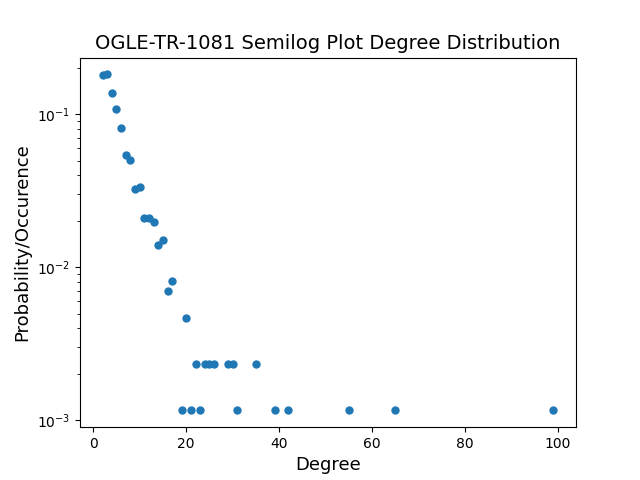 OGLE-TR-1081 Semilog Plot Degree Distribution
Probability/Occurence
10⁻¹
10⁻²
10⁻³
0 20 40 60 80 100
Degree